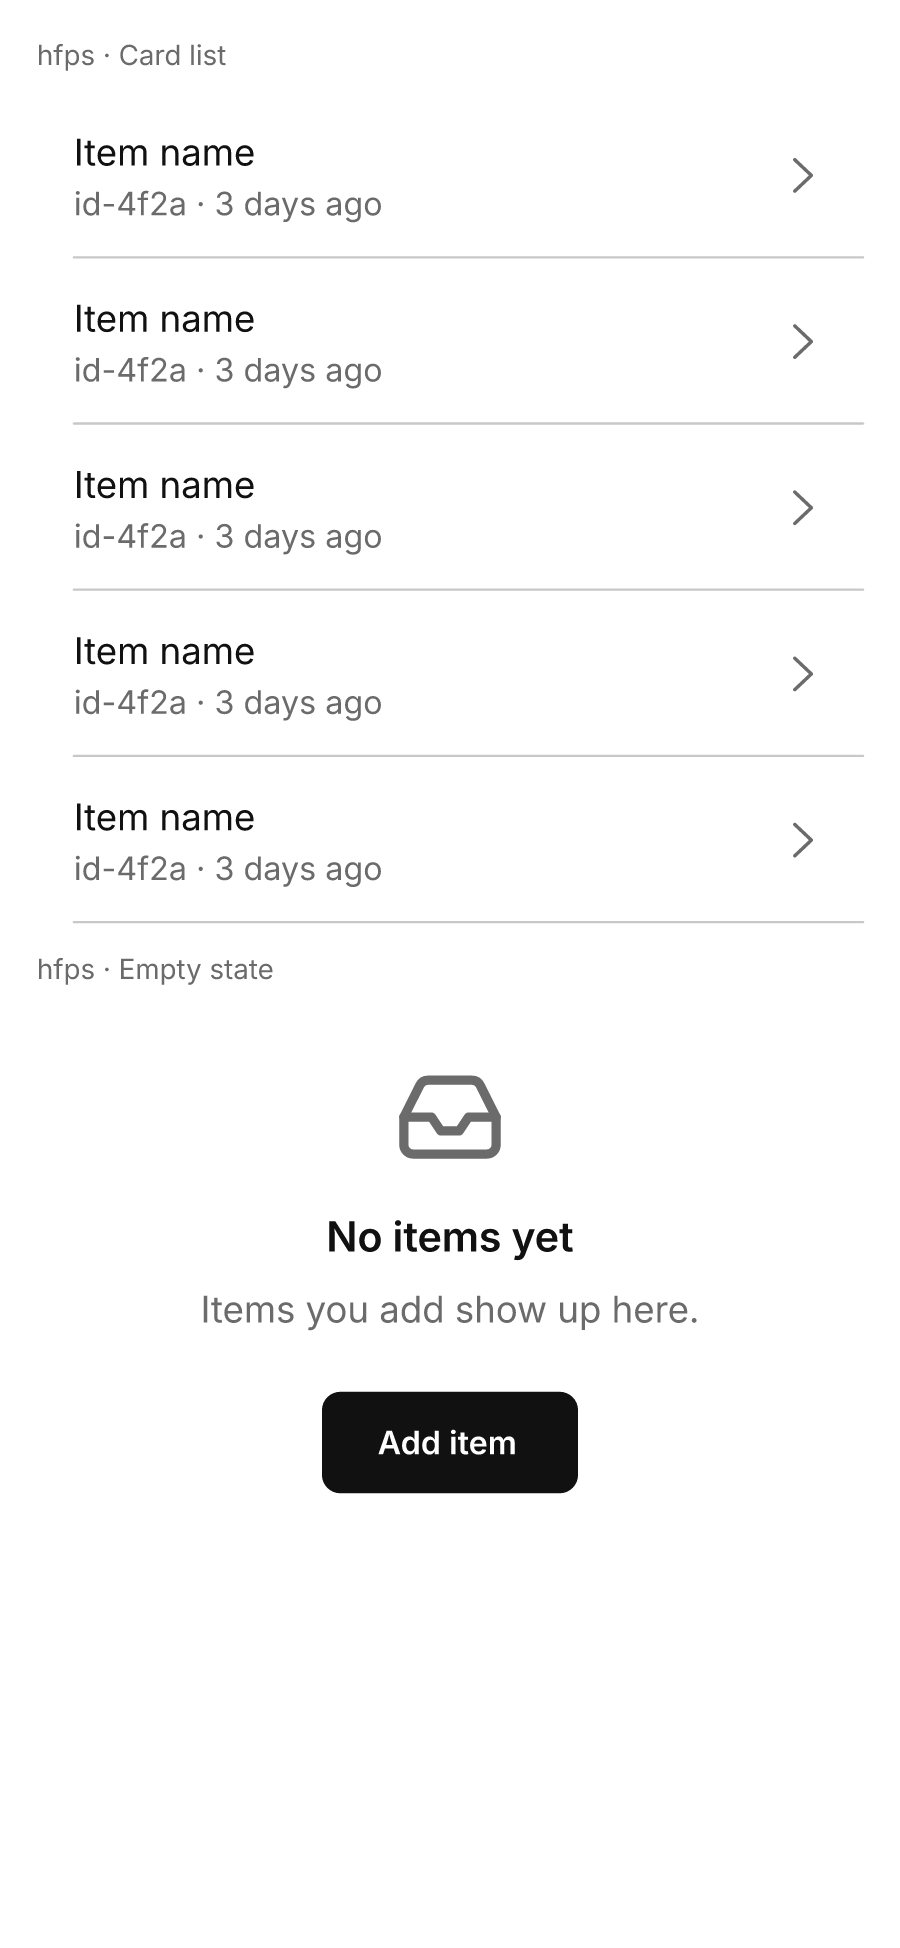 hfps · Card list
Item name
id-4f2a · 3 days ago
Item name
id-4f2a · 3 days ago
Item name
id-4f2a · 3 days ago
Item name
id-4f2a · 3 days ago
Item name
id-4f2a · 3 days ago
hfps · Empty state
No items yet
Items you add show up here.
Add item